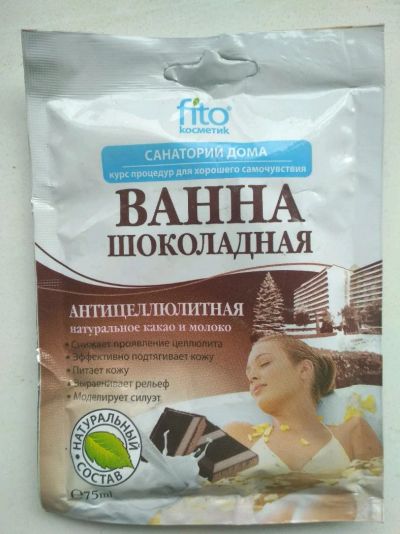 fito®
косметик
САНАТОРИЙ ДОМА
курс процедур для хорошего самочувствия
ВАННА
ШОКОЛАДНАЯ
АНТИЦЕЛЛЮЛИТНАЯ
натуральное какао и молоко
•Снижает проявление целлюлита
•Эффективно подтягивает кожу
•Питает кожу
•Выравнивает рельеф
•Моделирует силуэт
• НАТУРАЛЬНЫЙ •
СОСТАВ
℮75ml